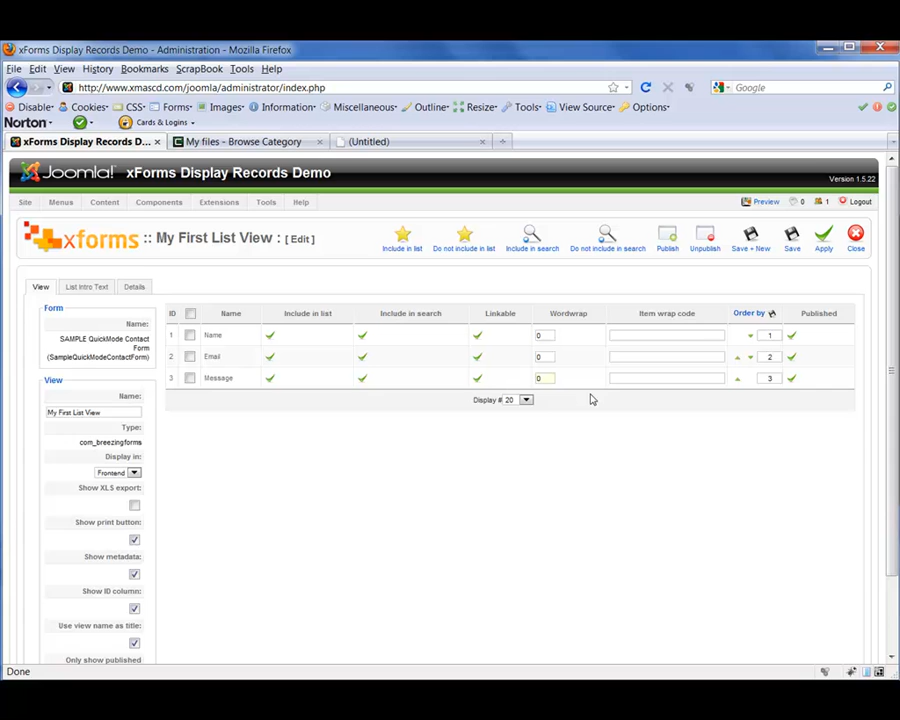 xForms Display Records Demo - Administration - Mozilla Firefox
File Edit View History Bookmarks ScrapBook Tools Help
http://www.xmascd.com/joomla/administrator/index.php
Google
Disable Cookies CSS Forms Images Information Miscellaneous Outline Resize Tools View Source Options
Norton Cards & Logins
xForms Display Records D... My files - Browse Category (Untitled)
Joomla! xForms Display Records Demo
Version 1.5.22
Site Menus Content Components Extensions Tools Help Preview 0 1 Logout
xforms :: My First List View [ Edit ]
Include in list Do not include in list Include in search Do not include in search Publish Unpublish Save + New Save Apply Close
View List Intro Text Details
Form
Name:
SAMPLE QuickMode Contact
Form
(SampleQuickModeContactForm)
View
Name:
My First List View
Type:
com_breezingforms
Display in:
Frontend
Show XLS export:
Show print button:
Show metadata:
Show ID column:
Use view name as title:
Only show published
ID Name Include in list Include in search Linkable Wordwrap Item wrap code Order by Published
1 Name 0 1
2 Email 0 2
3 Message 0 3
Display # 20
Done